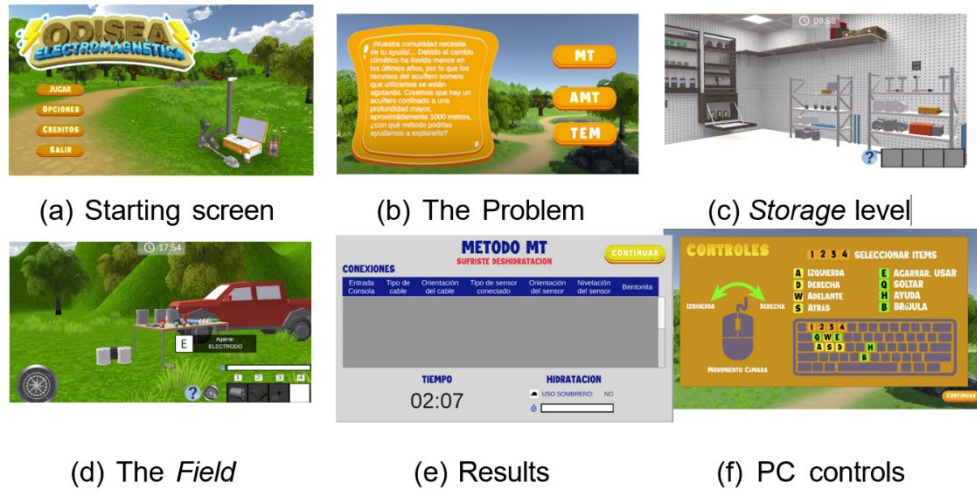 ODISEA
ELECTROMAGNÉTICA
JUGAR
OPCIONES
CREDITOS
SALIR
(a) Starting screen
¡Nuestra comunidad necesita
de su ayuda!... Debido al cambio
climático ha llovido menos en
los últimos años, por lo que los
recursos del acuífero somero
que utilizamos se están
agotando. Creemos que hay un
acuífero confinado a una
profundidad mayor,
aproximádamente 1000 metros,
¿con qué método podrías
ayudarnos a explorarlo?
MT
AMT
TEM
(b) The Problem
09:58
?
(c) Storage level
17:54
E
Agarrar
ELECTRODO
1 2 3 4
?
(d) The Field
METODO MT
SUFRISTE DESHIDRATACION
CONTINUAR
CONEXIONES
Entrada Consola Tipo de cable Orientación del cable Tipo de sensor conectado Orientación del sensor Nivelación del sensor Bentonita
TIEMPO
02:07
HIDRATACION
USO SOMBRERO: NO
(e) Results
CONTROLES
1 2 3 4 SELECCIONAR ITEMS
A IZQUIERDA
D DERECHA
W ADELANTE
S ATRÁS
E AGARRAR, USAR
Q SOLTAR
H AYUDA
B BRÚJULA
IZQUIERDA
DERECHA
MOVIMIENTO CAMARA
1 2 3 4
Q W E
A S D H
B
CONTINUAR
(f) PC controls